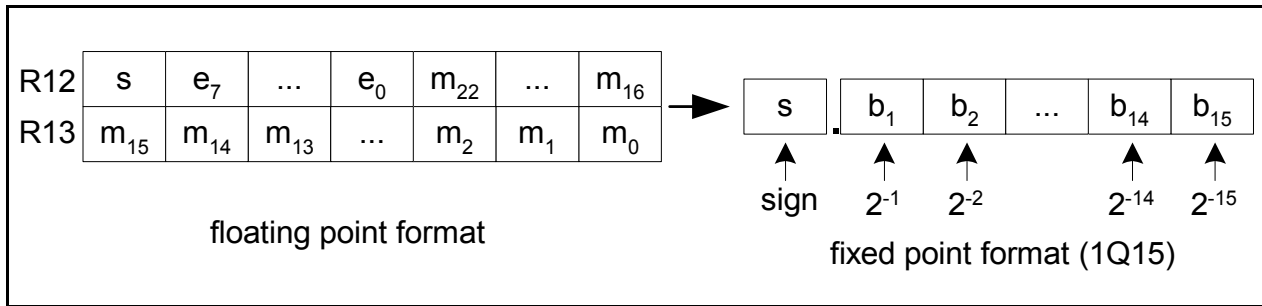 R12 s e₇ ... e₀ m₂₂ ... m₁₆
R13 m₁₅ m₁₄ m₁₃ ... m₂ m₁ m₀
s . b₁ b₂ ... b₁₄ b₁₅
sign 2⁻¹ 2⁻² 2⁻¹⁴ 2⁻¹⁵
floating point format
fixed point format (1Q15)